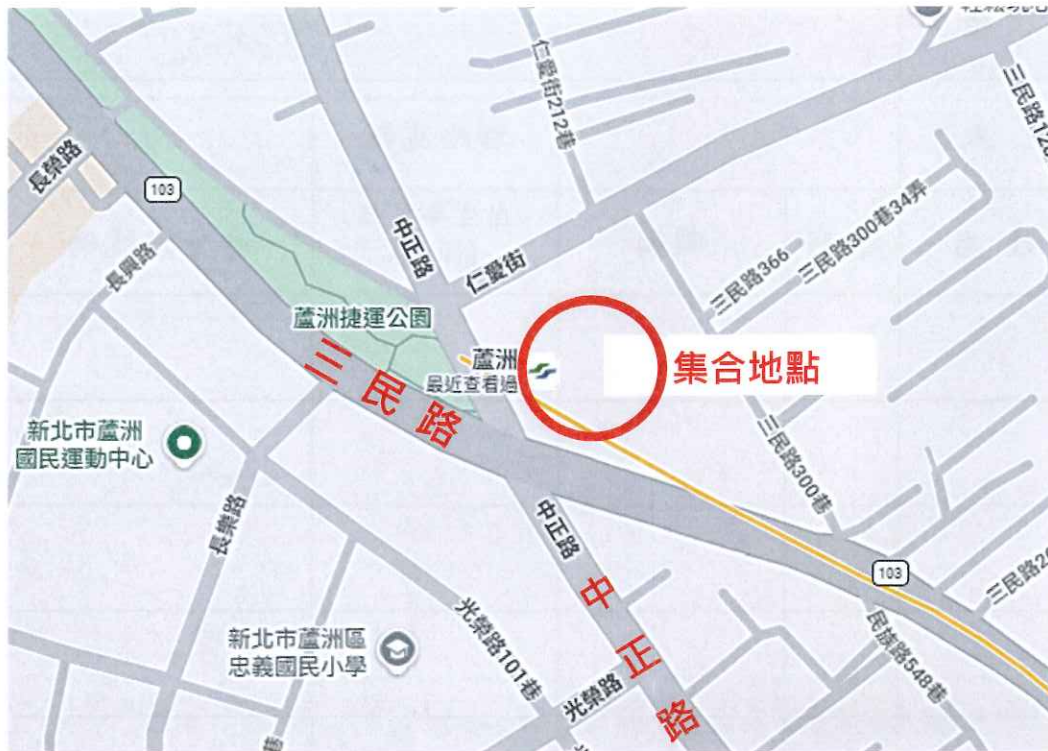 仁愛街212巷
三民路12
長榮路
103
中正路
仁愛街
三民路366
三民路300巷34弄
長興路
蘆洲捷運公園
蘆洲
最近查看過
集合地點
三民路
新北市蘆洲
國民運動中心
三民路300巷
長樂路
中正路
中正路
103
三民路2
新北市蘆洲區
忠義國民小學
光榮路101巷
光榮路
民族路548巷